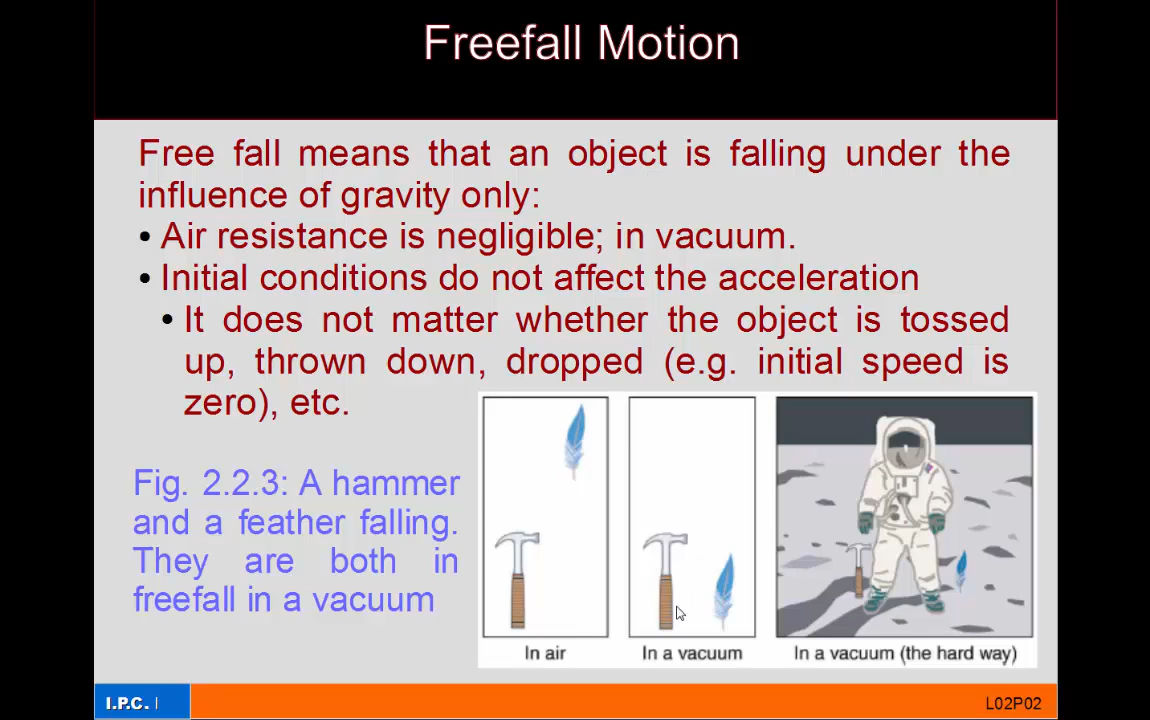 Freefall Motion
Free fall means that an object is falling under the
influence of gravity only:
• Air resistance is negligible; in vacuum.
• Initial conditions do not affect the acceleration
• It does not matter whether the object is tossed
up, thrown down, dropped (e.g. initial speed is
zero), etc.
Fig. 2.2.3: A hammer
and a feather falling.
They are both in
freefall in a vacuum
In air
In a vacuum
In a vacuum (the hard way)
I.P.C. |
L02P02